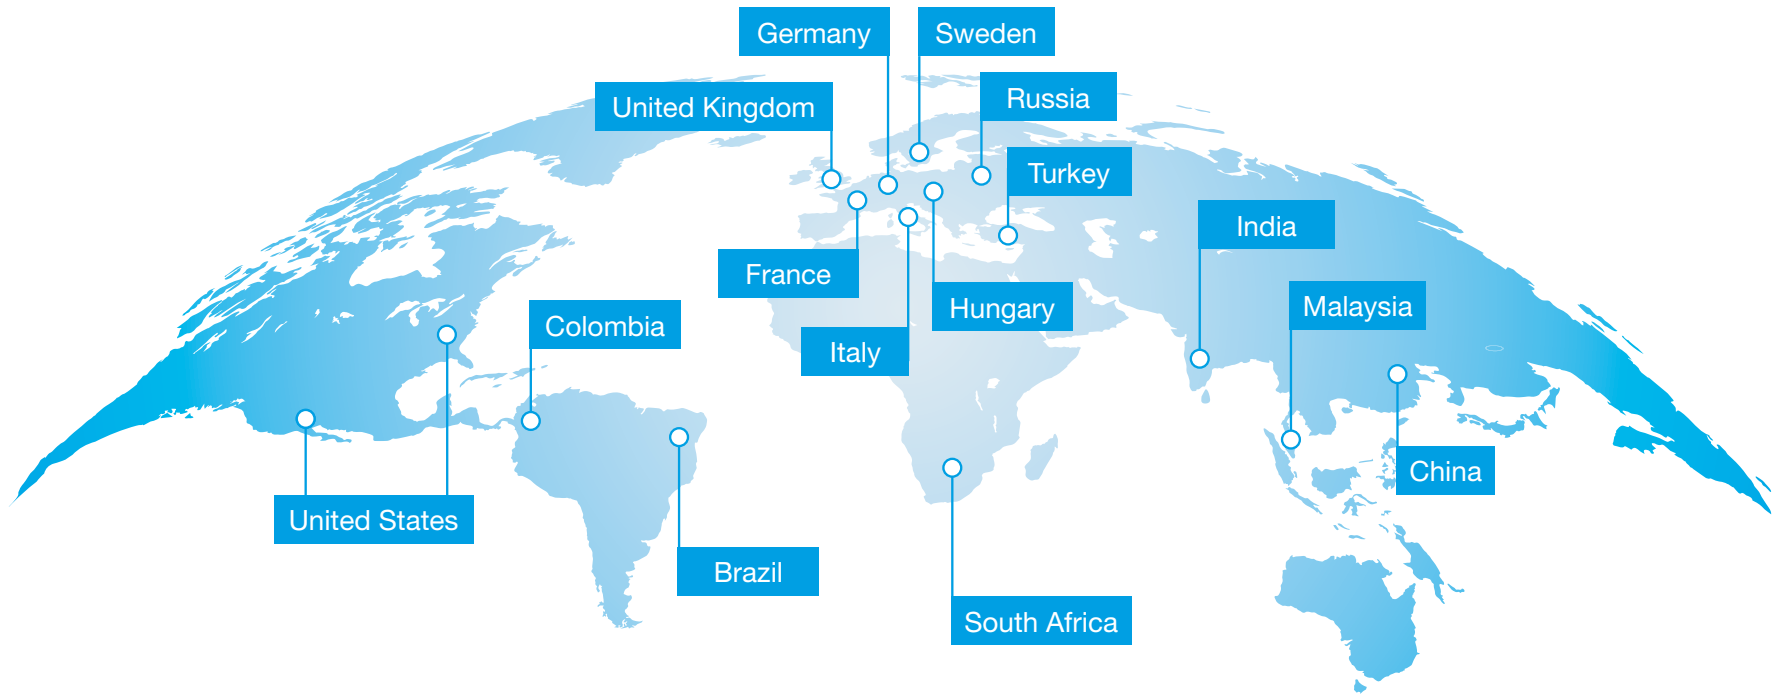 Germany
Sweden
United Kingdom
Russia
Turkey
India
France
Hungary
Malaysia
Colombia
Italy
China
United States
Brazil
South Africa